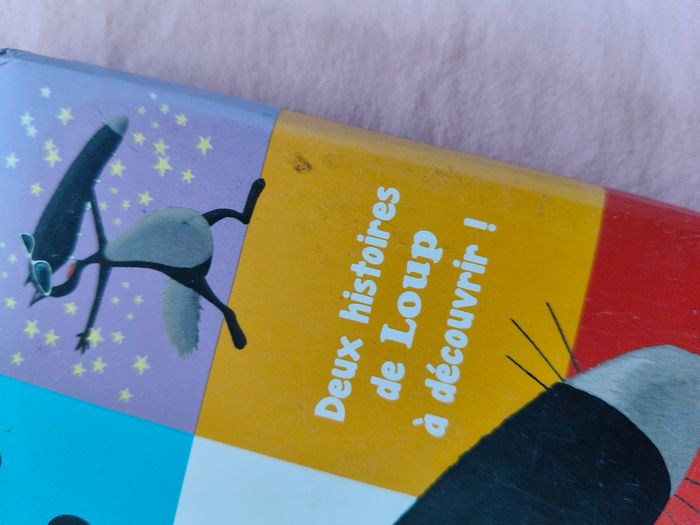 Deux histoires
de Loup
à découvrir !